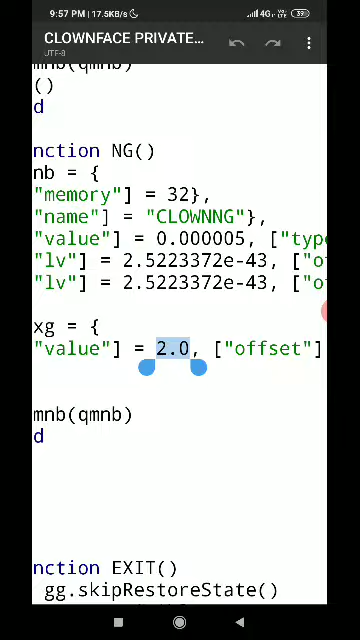 9:57 PM | 17.5KB/s
4G
39
CLOWNFACE PRIVATE…
UTF-8
mnb(qmnb)
()
d
nction NG()
nb = {
"memory"] = 32},
"name"] = "CLOWNNG"},
"value"] = 0.000005, ["type
"lv"] = 2.5223372e-43, ["o
"lv"] = 2.5223372e-43, ["o
xg = {
"value"] = 2.0, ["offset"]
mnb(qmnb)
d
nction EXIT()
gg.skipRestoreState()